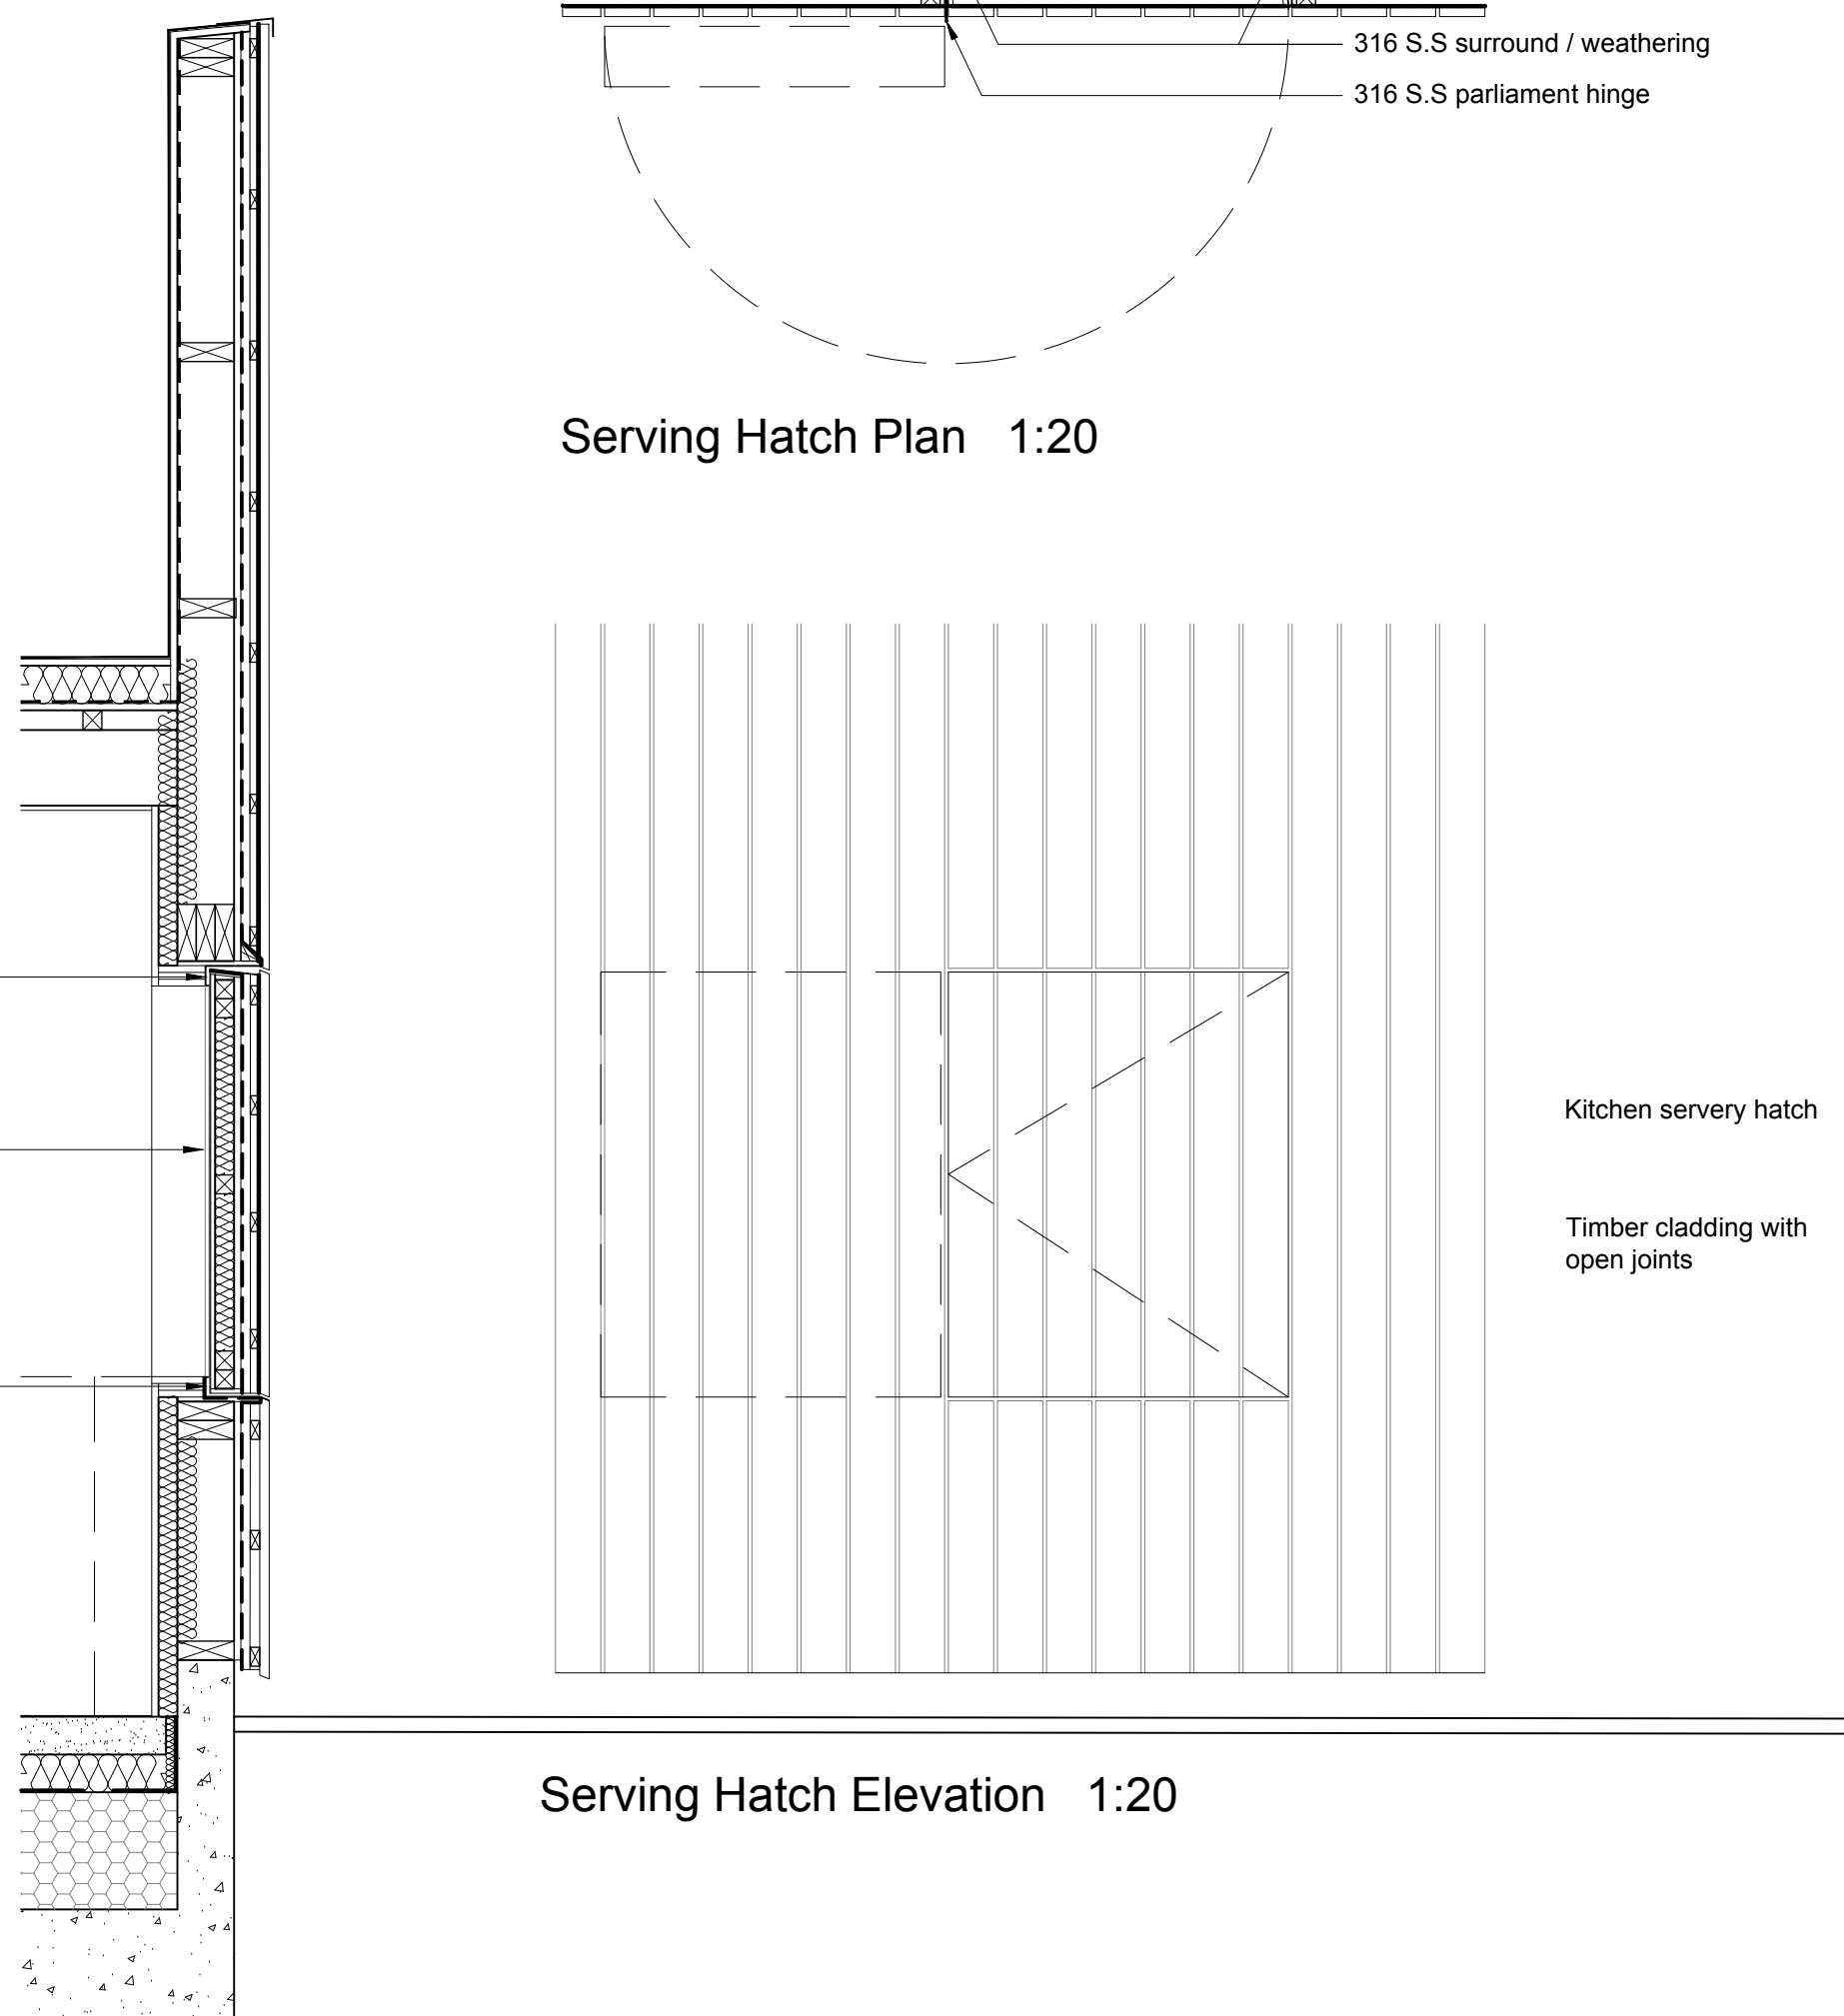 316 S.S surround / weathering
316 S.S parliament hinge
Serving Hatch Plan 1:20
Kitchen servery hatch
Timber cladding with
open joints
Serving Hatch Elevation 1:20